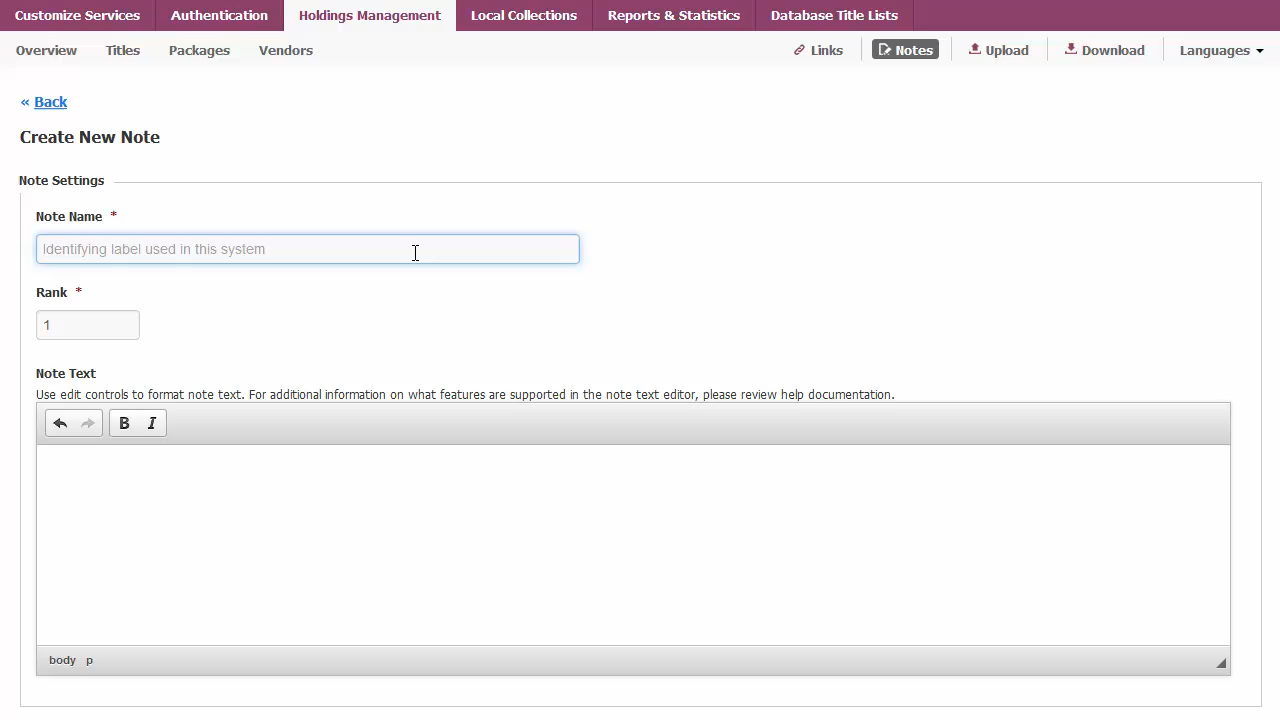 Customize Services Authentication Holdings Management Local Collections Reports & Statistics Database Title Lists
Overview Titles Packages Vendors Links Notes Upload Download Languages
« Back
Create New Note
Note Settings
Note Name *
Identifying label used in this system
Rank *
1
Note Text
Use edit controls to format note text. For additional information on what features are supported in the note text editor, please review help documentation.
B I
body p